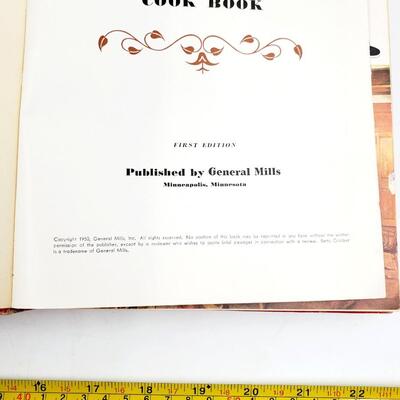 COOK BOOK
FIRST EDITION
Published by General Mills
Minneapolis, Minnesota
Copyright 1950, General Mills, Inc. All rights reserved. No portion of this book may be reprinted in any form without the written
permission of the publisher, except by a reviewer who wishes to quote brief passages in connection with a review. Betty Crocker
is a tradename of General Mills.
16 17 18 19 20 21 22